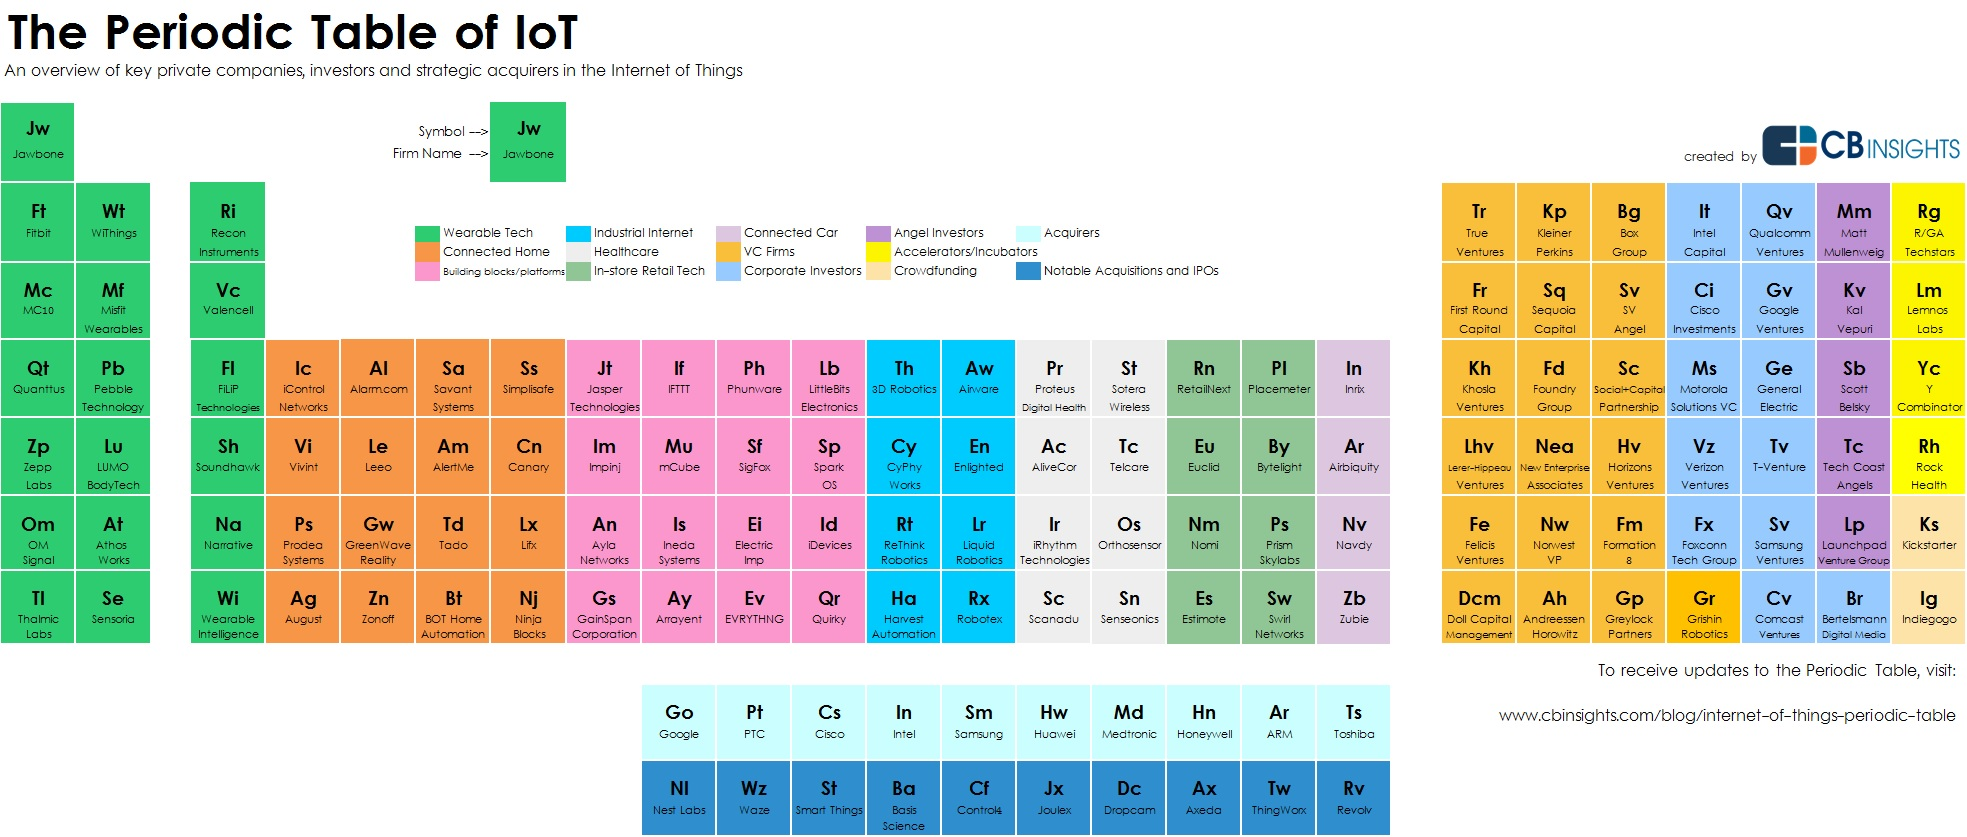 The Periodic Table of IoT
An overview of key private companies, investors and strategic acquirers in the Internet of Things
Jw
Jawbone
Symbol -->
Firm Name -->
Jw
Jawbone
created by
CB INSIGHTS
Ft
Fitbit
Wt
WiThings
Ri
Recon
Instruments
Wearable Tech
Industrial Internet
Connected Car
Angel Investors
Acquirers
Connected Home
Healthcare
VC Firms
Accelerators/Incubators
Building blocks/platforms
In-store Retail Tech
Corporate Investors
Crowdfunding
Notable Acquisitions and IPOs
Tr
True
Ventures
Kp
Kleiner
Perkins
Bg
Box
Group
It
Intel
Capital
Qv
Qualcomm
Ventures
Mm
Matt
Mullenweig
Rg
R/GA
Techstars
Mc
MC10
Mf
Misfit
Wearables
Vc
Valencell
Fr
First Round
Capital
Sq
Sequoia
Capital
Sv
SV
Angel
Ci
Cisco
Investments
Gv
Google
Ventures
Kv
Kal
Vepuri
Lm
Lemnos
Labs
Qt
Quanttus
Pb
Pebble
Technology
Fl
FiLiP
Technologies
Ic
iControl
Networks
Al
Alarm.com
Sa
Savant
Systems
Ss
Simplisafe
Jt
Jasper
Technologies
If
IFTTT
Ph
Phunware
Lb
LittleBits
Electronics
Th
3D Robotics
Aw
Airware
Pr
Proteus
Digital Health
St
Sotera
Wireless
Rn
RetailNext
Pl
Placemeter
In
Inrix
Kh
Khosla
Ventures
Fd
Foundry
Group
Sc
Social+Capital
Partnership
Ms
Motorola
Solutions VC
Ge
General
Electric
Sb
Scott
Belsky
Yc
Y
Combinator
Zp
Zepp
Labs
Lu
LUMO
BodyTech
Sh
Soundhawk
Vi
Vivint
Le
Leeo
Am
AlertMe
Cn
Canary
Im
Impinj
Mu
mCube
Sf
SigFox
Sp
Spark
OS
Cy
CyPhy
Works
En
Enlighted
Ac
AliveCor
Tc
Telcare
Eu
Euclid
By
Bytelight
Ar
Airbiquity
Lhv
Lerer-Hippeau
Ventures
Nea
New Enterprise
Associates
Hv
Horizons
Ventures
Vz
Verizon
Ventures
Tv
T-Venture
Tc
Tech Coast
Angels
Rh
Rock
Health
Om
OM
Signal
At
Athos
Works
Na
Narrative
Ps
Prodea
Systems
Gw
GreenWave
Reality
Td
Tado
Lx
Lifx
An
Ayla
Networks
Is
Ineda
Systems
Ei
Electric
Imp
Id
iDevices
Rt
ReThink
Robotics
Lr
Liquid
Robotics
Ir
iRhythm
Technologies
Os
Orthosensor
Nm
Nomi
Ps
Prism
Skylabs
Nv
Navdy
Fe
Felicis
Ventures
Nw
Norwest
VP
Fm
Formation
8
Fx
Foxconn
Tech Group
Sv
Samsung
Ventures
Lp
Launchpad
Venture Group
Ks
Kickstarter
Tl
Thalmic
Labs
Se
Sensoria
Wi
Wearable
Intelligence
Ag
August
Zn
Zonoff
Bt
BOT Home
Automation
Nj
Ninja
Blocks
Gs
GainSpan
Corporation
Ay
Arrayent
Ev
EVRYTHNG
Qr
Quirky
Ha
Harvest
Automation
Rx
Robotex
Sc
Scanadu
Sn
Senseonics
Es
Estimote
Sw
Swirl
Networks
Zb
Zubie
Dcm
Doll Capital
Management
Ah
Andreessen
Horowitz
Gp
Greylock
Partners
Gr
Grishin
Robotics
Cv
Comcast
Ventures
Br
Bertelsmann
Digital Media
Ig
Indiegogo
To receive updates to the Periodic Table, visit:
www.cbinsights.com/blog/internet-of-things-periodic-table
Go
Google
Pt
PTC
Cs
Cisco
In
Intel
Sm
Samsung
Hw
Huawei
Md
Medtronic
Hn
Honeywell
Ar
ARM
Ts
Toshiba
Nl
Nest Labs
Wz
Waze
St
Smart Things
Ba
Basis
Science
Cf
Control4
Jx
Joulex
Dc
Dropcam
Ax
Axeda
Tw
ThingWorx
Rv
Revolv